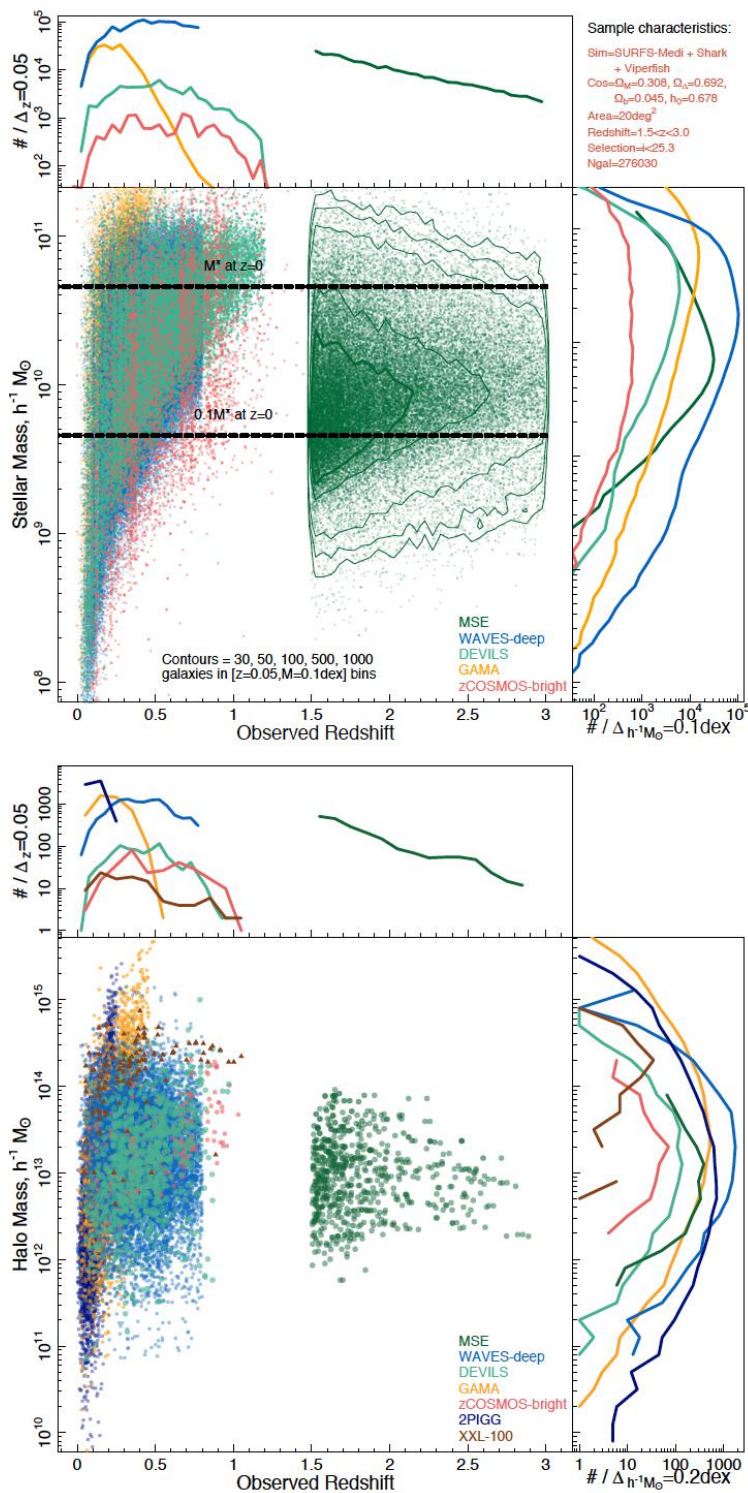 10⁵
10⁴
10³
10²
# / Δz=0.05
Sample characteristics:
Sim=SURFS-Medi + Shark
+ Viperfish
Cos=ΩM=0.308, ΩΛ=0.692,
Ωb=0.045, h0=0.678
Area=20deg²
Redshift=1.5<z<3.0
Selection=i<25.3
Ngal=276030
10¹¹
10¹⁰
10⁹
10⁸
Stellar Mass, h⁻¹ M⊙
M* at z=0
0.1M* at z=0
Contours = 30, 50, 100, 500, 1000
galaxies in [z=0.05,M=0.1dex] bins
MSE
WAVES-deep
DEVILS
GAMA
zCOSMOS-bright
0 0.5 1 1.5 2 2.5 3
Observed Redshift
10² 10³ 10⁴ 10⁵
# / Δ h⁻¹M⊙=0.1dex
1000
100
10
1
# / Δz=0.05
10¹⁵
10¹⁴
10¹³
10¹²
10¹¹
10¹⁰
Halo Mass, h⁻¹ M⊙
MSE
WAVES-deep
DEVILS
GAMA
zCOSMOS-bright
2PIGG
XXL-100
0 0.5 1 1.5 2 2.5 3
Observed Redshift
1 10 100 1000
# / Δ h⁻¹M⊙=0.2dex